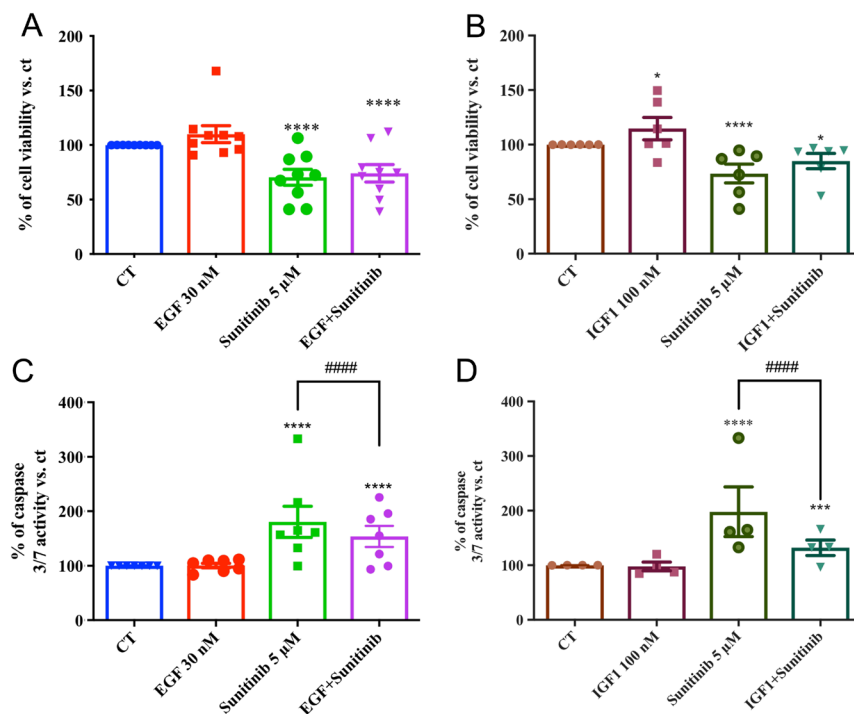 A
% of cell viability vs. ct
200
150
100
50
0
****
****
CT
EGF 30 nM
Sunitinib 5 µM
EGF+Sunitinib
B
% of cell viability vs. ct
200
150
100
50
0
*
****
*
CT
IGF1 100 nM
Sunitinib 5 µM
IGF1+Sunitinib
C
% of caspase
3/7 activity vs. ct
400
300
200
100
0
####
****
****
CT
EGF 30 nM
Sunitinib 5 µM
EGF+Sunitinib
D
% of caspase
3/7 activity vs. ct
400
300
200
100
0
####
****
***
CT
IGF1 100 nM
Sunitinib 5 µM
IGF1+Sunitinib